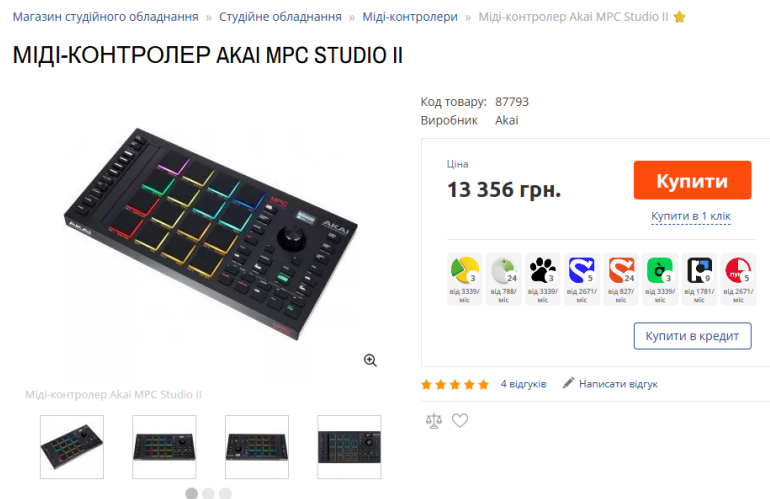 Магазин студійного обладнання » Студійне обладнання » Міді-контролери » Міді-контролер Akai MPC Studio II
МІДІ-КОНТРОЛЕР AKAI MPC STUDIO II
Код товару: 87793
Виробник Akai
Ціна
13 356 грн.
Купити
Купити в 1 клік
3 24 3 5 24 3 9 5
від 3339/міс від 788/міс від 3339/міс від 2671/міс від 827/міс від 3339/міс від 1781/міс від 2671/міс
Купити в кредит
4 відгуків Написати відгук
AKAI
MPC
AKAI
Міді-контролер Akai MPC Studio II